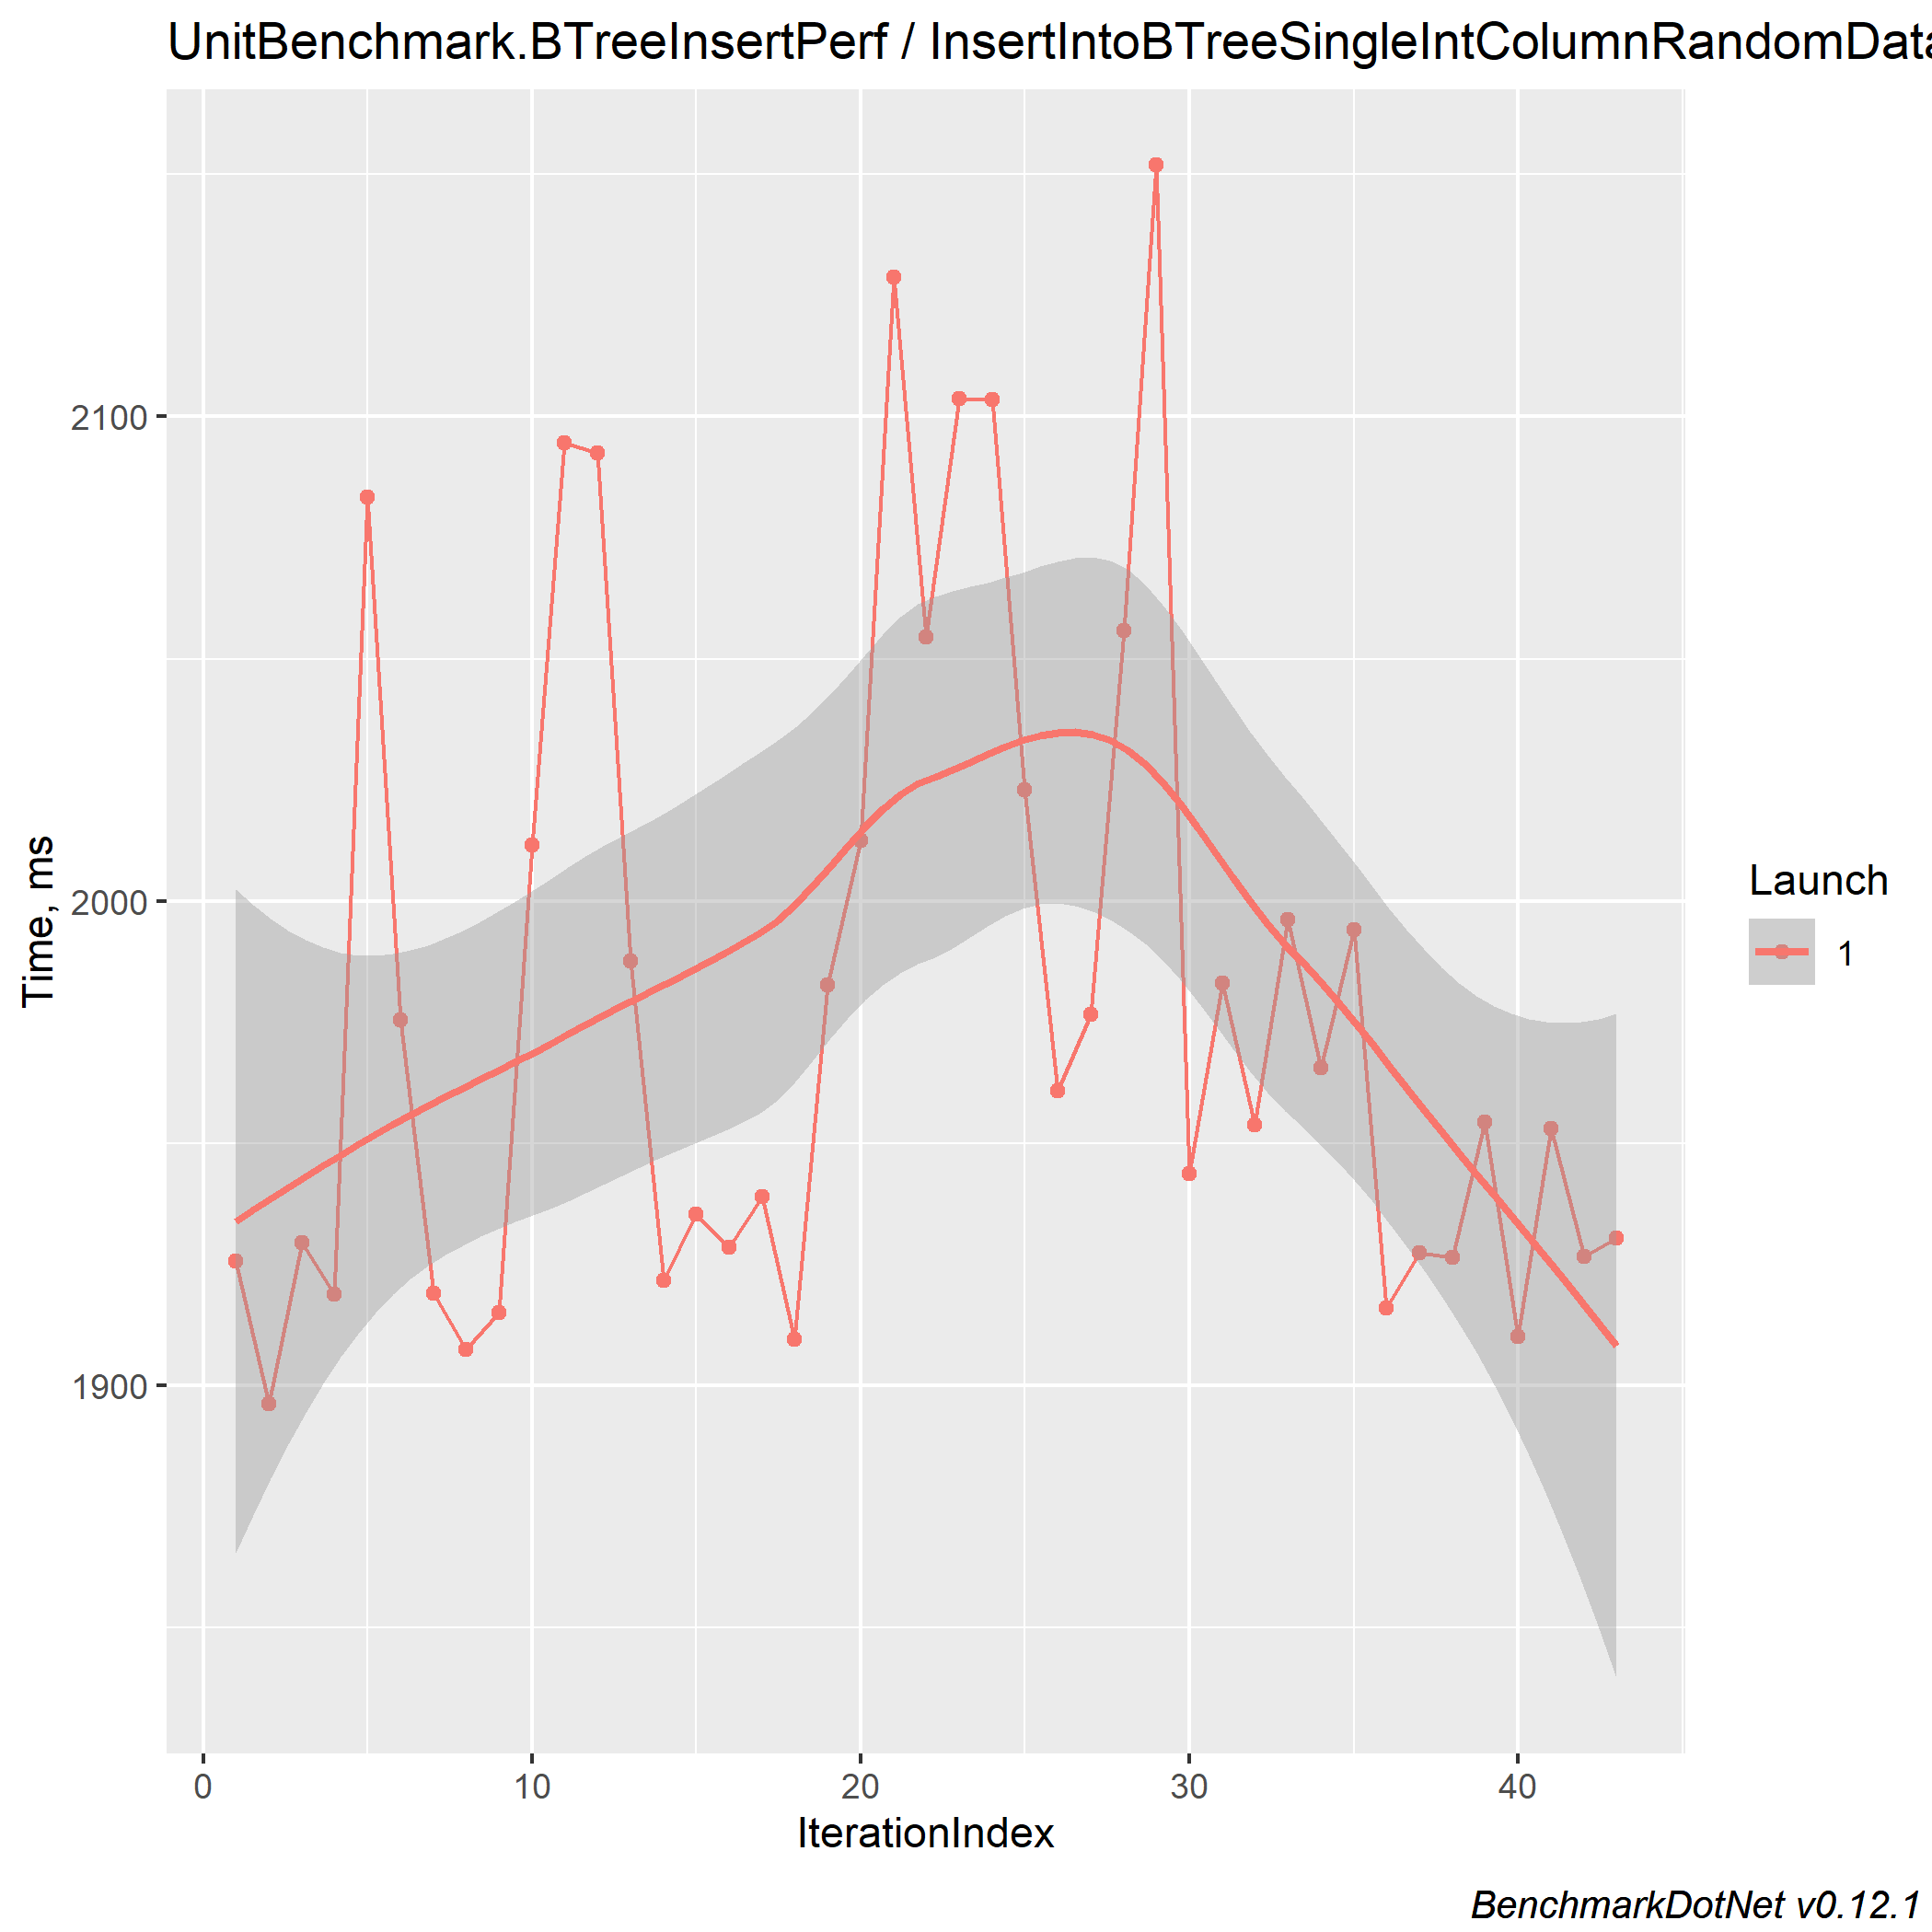 UnitBenchmark.BTreeInsertPerf / InsertIntoBTreeSingleIntColumnRandomData
Time, ms
2100
2000
1900
0 10 20 30 40
IterationIndex
Launch
1
BenchmarkDotNet v0.12.1